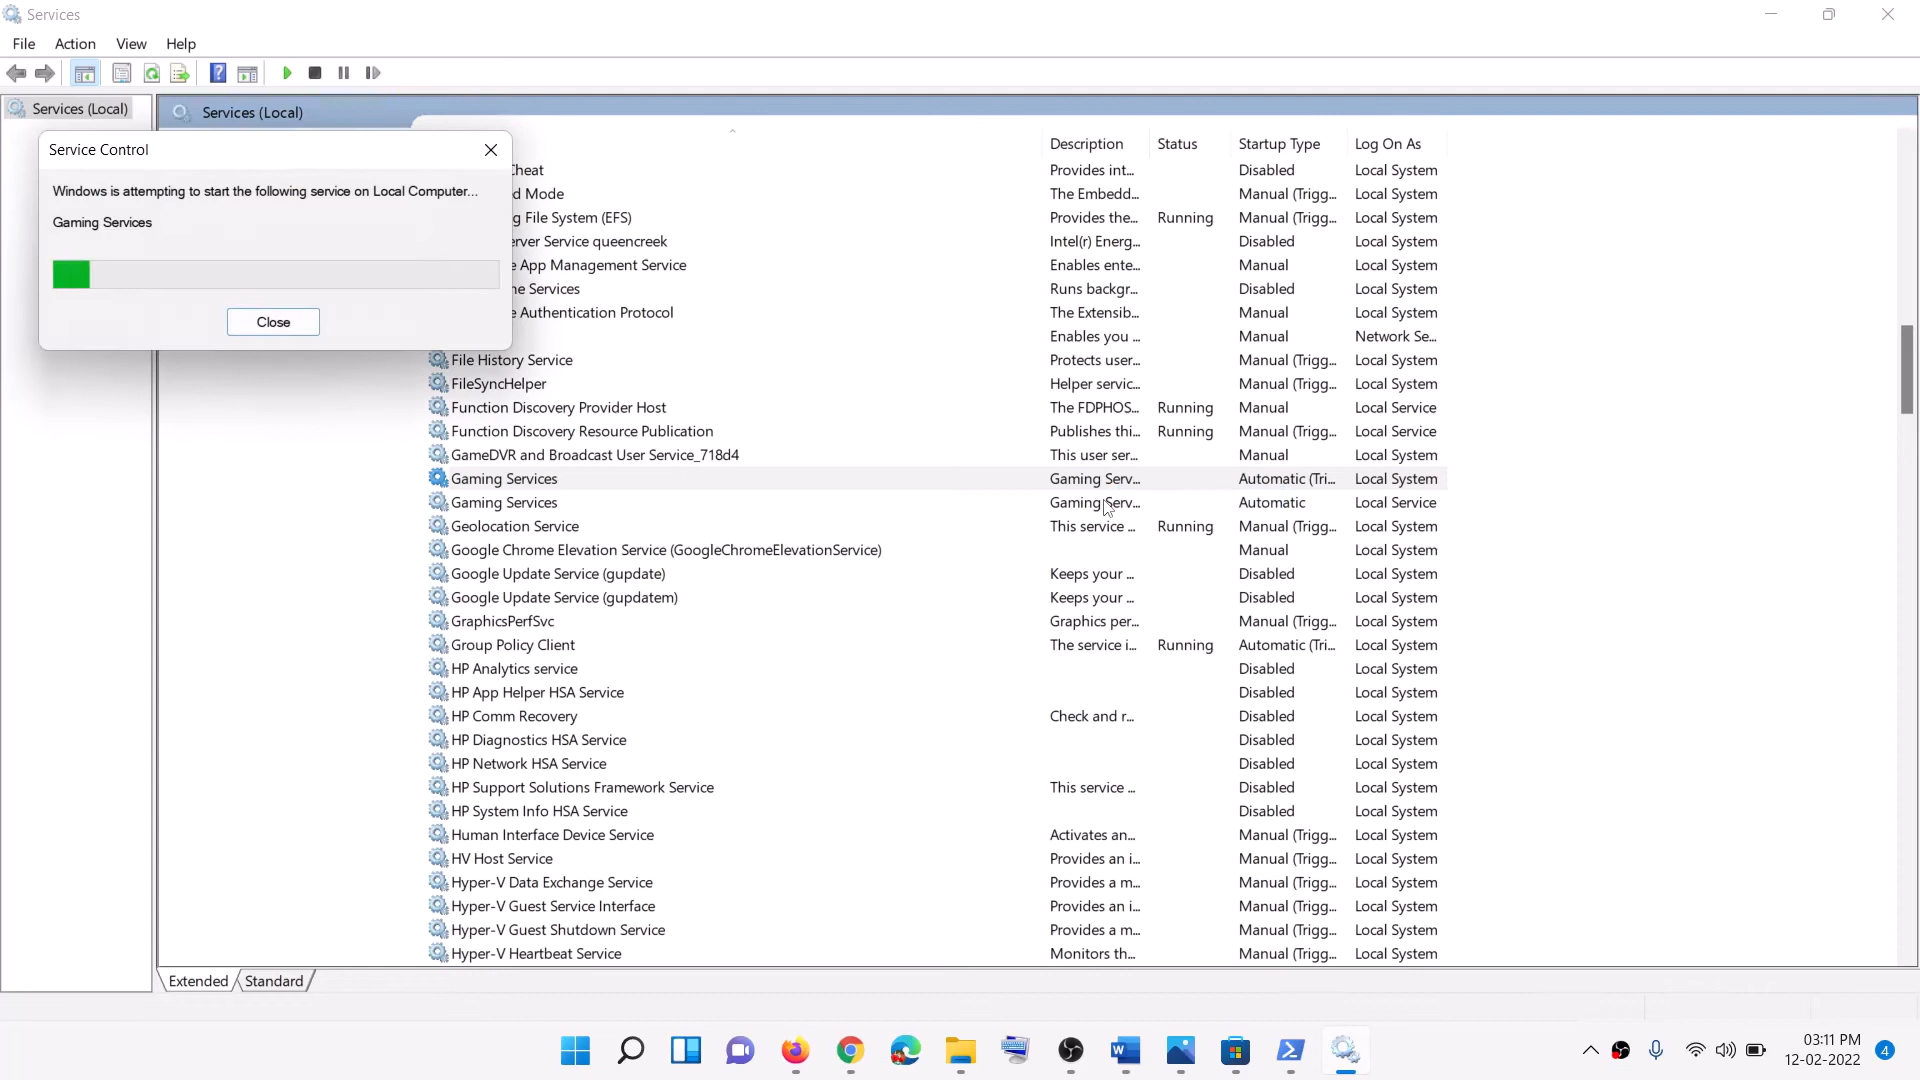 Services
File Action View Help
Services (Local)
Services (Local)
Service Control
Windows is attempting to start the following service on Local Computer...
Gaming Services
Close
Description Status Startup Type Log On As
Cheat Provides int... Disabled Local System
d Mode The Embedd... Manual (Trigg... Local System
g File System (EFS) Provides the... Running Manual (Trigg... Local System
erver Service queencreek Intel(r) Energ... Disabled Local System
e App Management Service Enables ente... Manual Local System
ne Services Runs backgr... Disabled Local System
e Authentication Protocol The Extensib... Manual Local System
Enables you ... Manual Network Se...
File History Service Protects user... Manual (Trigg... Local System
FileSyncHelper Helper servic... Manual (Trigg... Local System
Function Discovery Provider Host The FDPHOS... Running Manual Local Service
Function Discovery Resource Publication Publishes thi... Running Manual (Trigg... Local Service
GameDVR and Broadcast User Service_718d4 This user ser... Manual Local System
Gaming Services Gaming Serv... Automatic (Tri... Local System
Gaming Services Gaming Serv... Automatic Local Service
Geolocation Service This service ... Running Manual (Trigg... Local System
Google Chrome Elevation Service (GoogleChromeElevationService) Manual Local System
Google Update Service (gupdate) Keeps your ... Disabled Local System
Google Update Service (gupdatem) Keeps your ... Disabled Local System
GraphicsPerfSvc Graphics per... Manual (Trigg... Local System
Group Policy Client The service i... Running Automatic (Tri... Local System
HP Analytics service Disabled Local System
HP App Helper HSA Service Disabled Local System
HP Comm Recovery Check and r... Disabled Local System
HP Diagnostics HSA Service Disabled Local System
HP Network HSA Service Disabled Local System
HP Support Solutions Framework Service This service ... Disabled Local System
HP System Info HSA Service Disabled Local System
Human Interface Device Service Activates an... Manual (Trigg... Local System
HV Host Service Provides an i... Manual (Trigg... Local System
Hyper-V Data Exchange Service Provides a m... Manual (Trigg... Local System
Hyper-V Guest Service Interface Provides an i... Manual (Trigg... Local System
Hyper-V Guest Shutdown Service Provides a m... Manual (Trigg... Local System
Hyper-V Heartbeat Service Monitors th... Manual (Trigg... Local System
Extended Standard
03:11 PM
12-02-2022 4